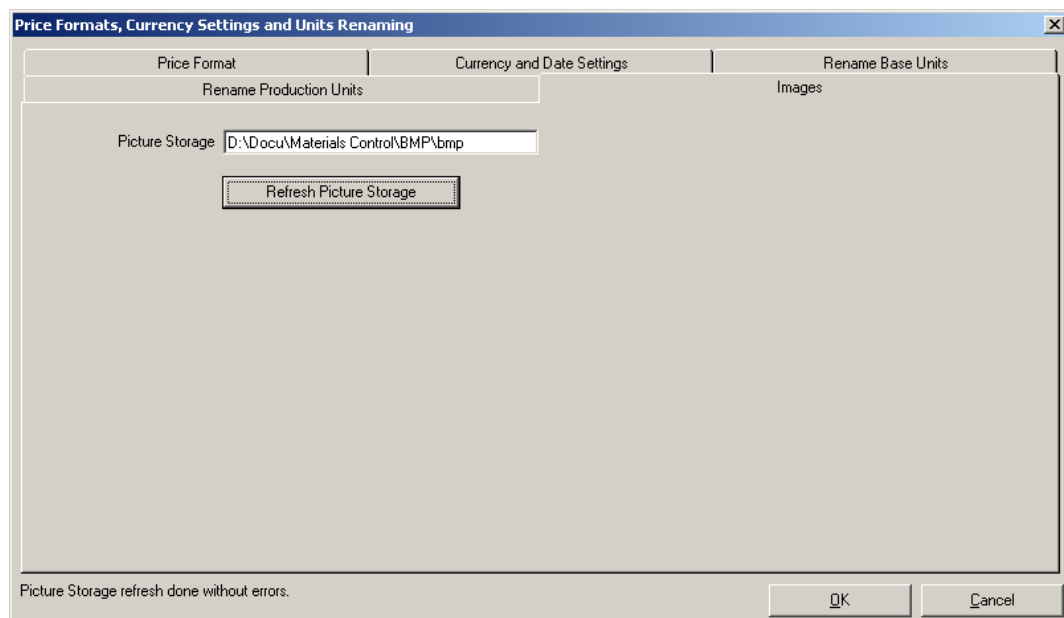 Price Formats, Currency Settings and Units Renaming
Price Format
Currency and Date Settings
Rename Base Units
Rename Production Units
Images
Picture Storage
D:\Docu\Materials Control\BMP\bmp
Refresh Picture Storage
Picture Storage refresh done without errors.
OK
Cancel